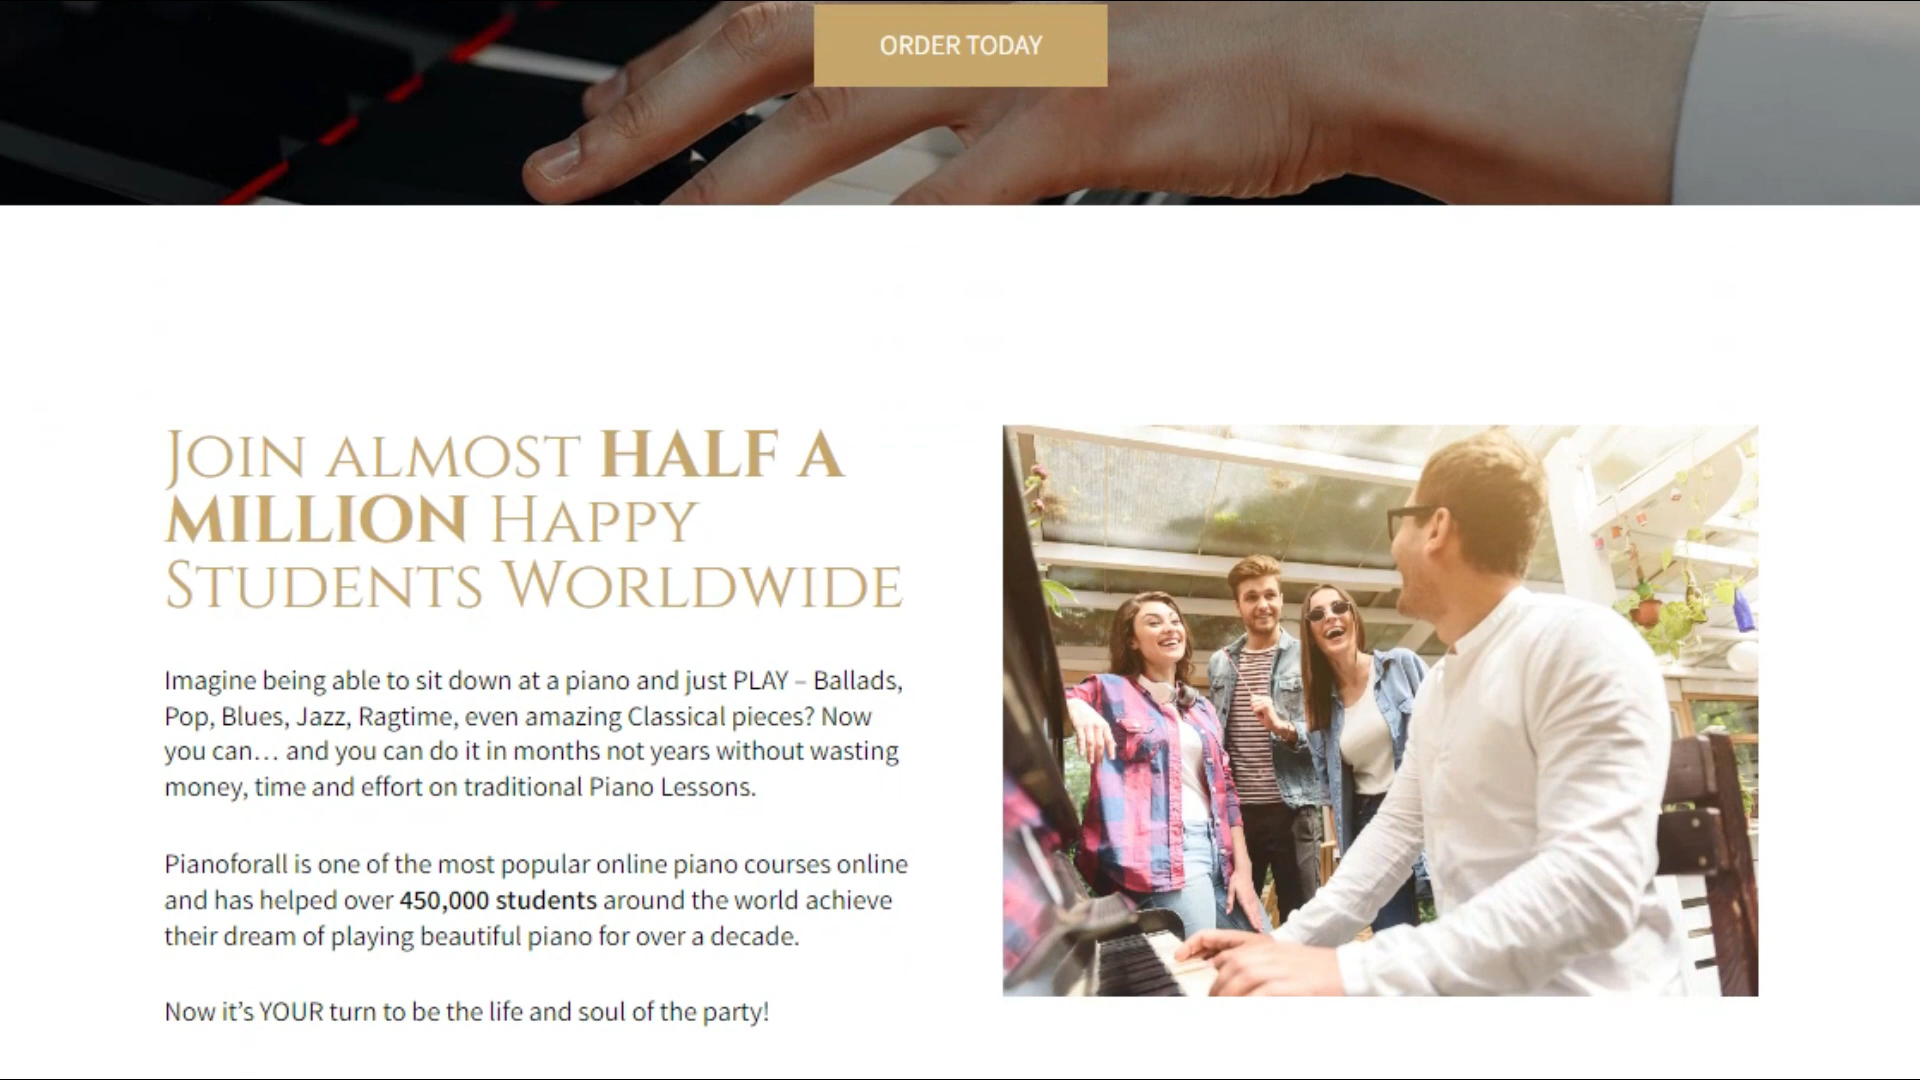 ORDER TODAY
JOIN ALMOST HALF A
MILLION HAPPY
STUDENTS WORLDWIDE
Imagine being able to sit down at a piano and just PLAY – Ballads,
Pop, Blues, Jazz, Ragtime, even amazing Classical pieces? Now
you can… and you can do it in months not years without wasting
money, time and effort on traditional Piano Lessons.
Pianoforall is one of the most popular online piano courses online
and has helped over 450,000 students around the world achieve
their dream of playing beautiful piano for over a decade.
Now it’s YOUR turn to be the life and soul of the party!